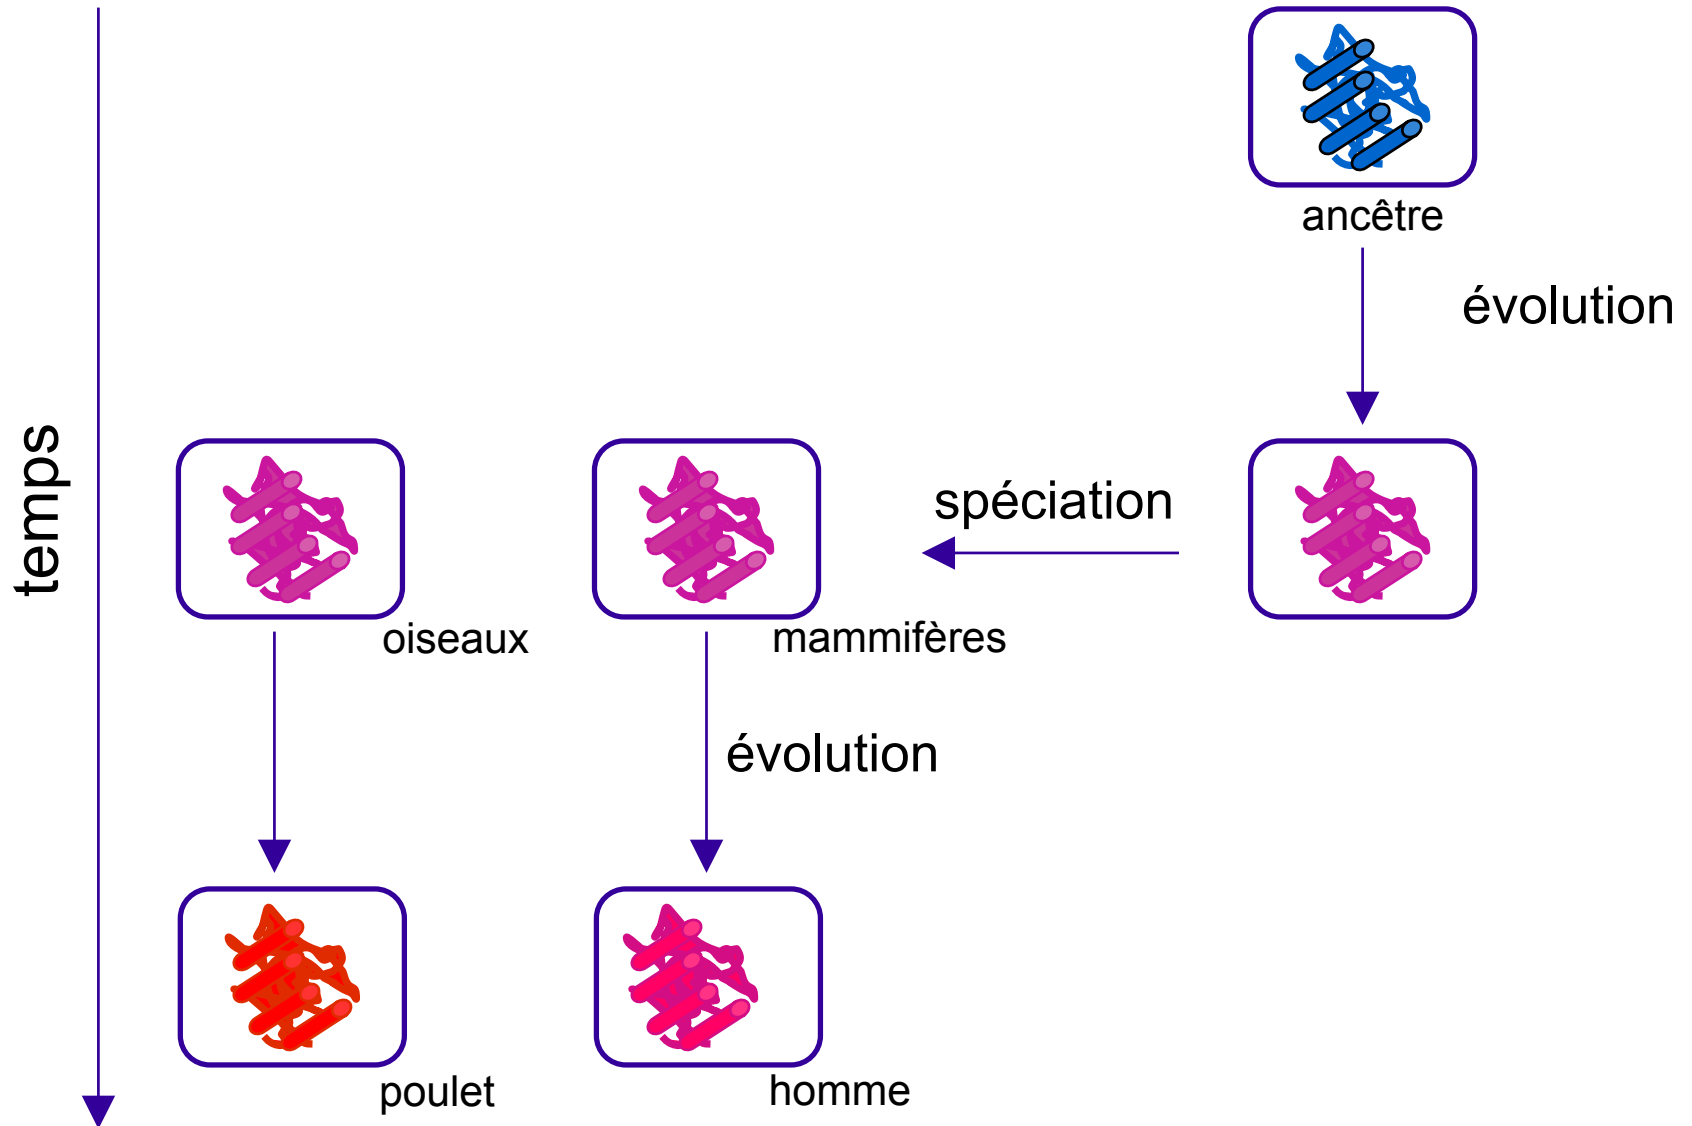 ancêtre
évolution
temps
spéciation
oiseaux
mammifères
évolution
poulet
homme